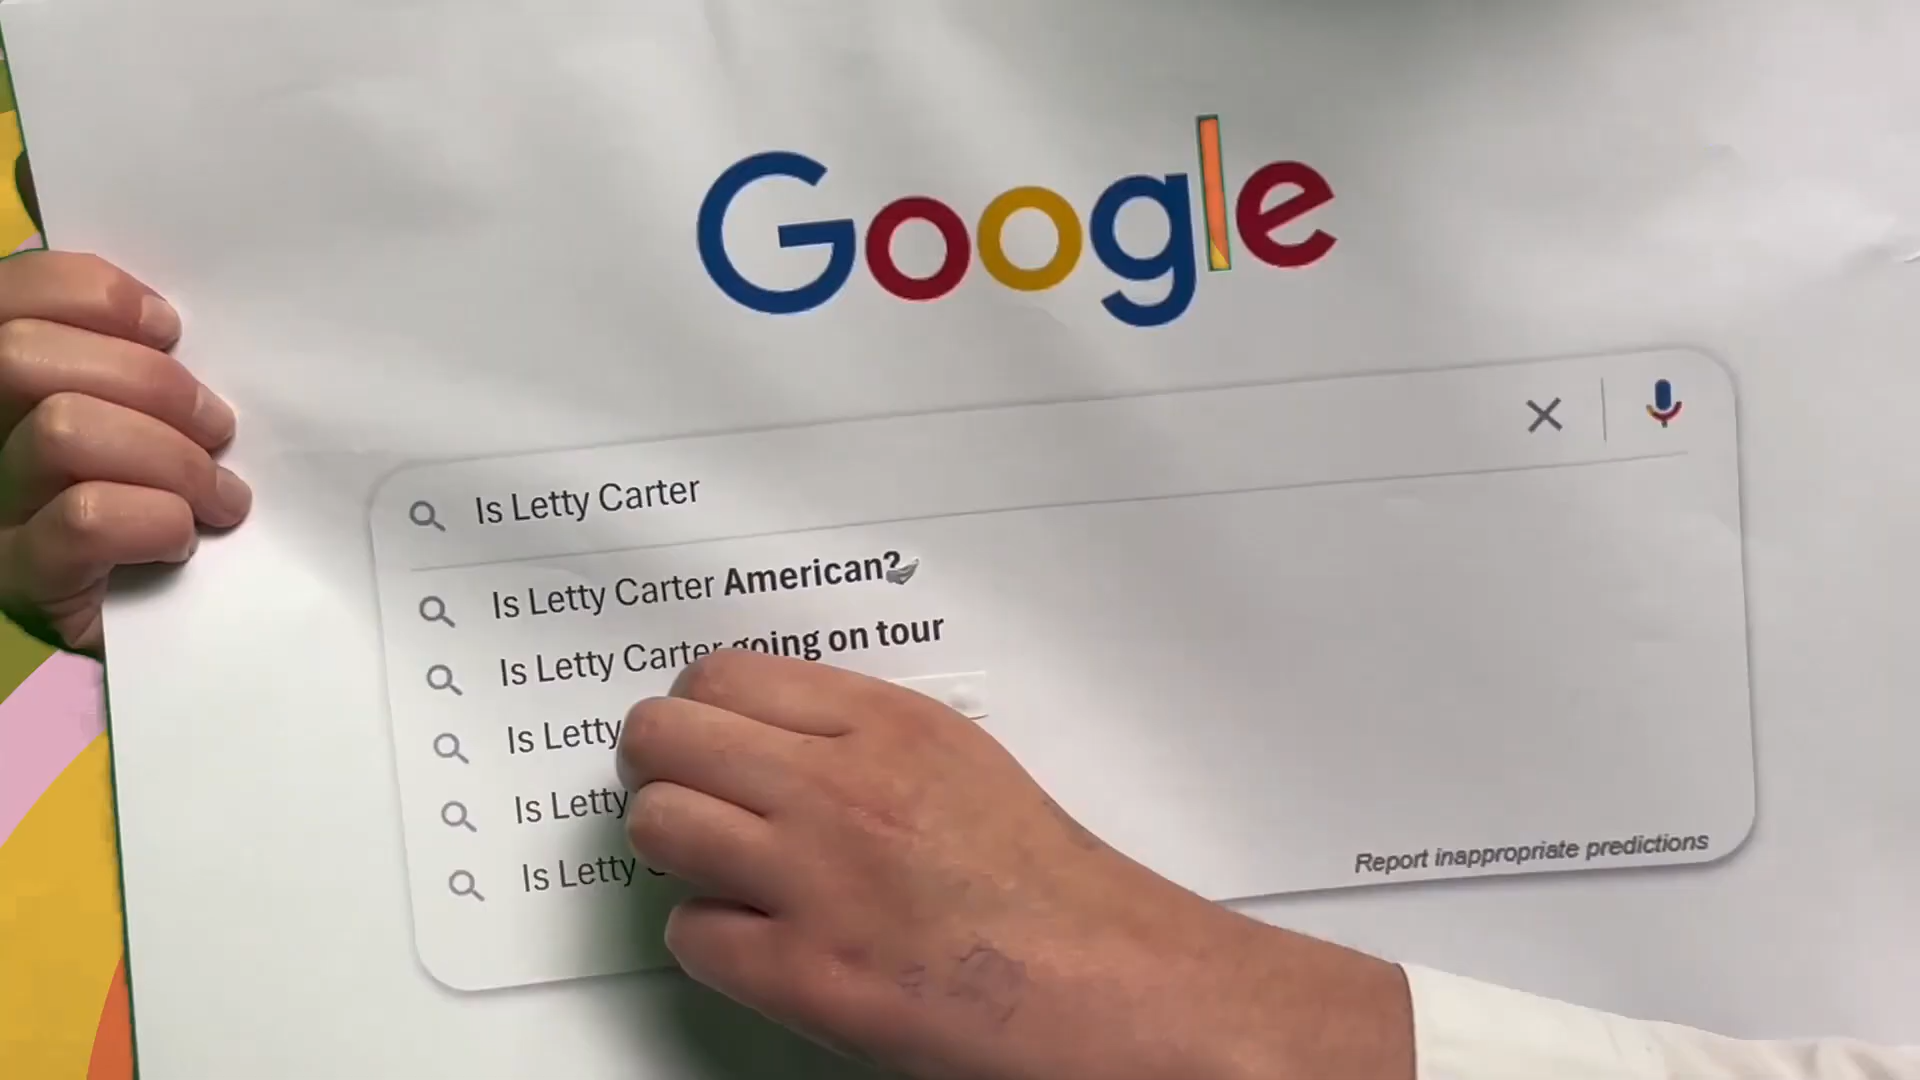 Google
Is Letty Carter
Is Letty Carter American?
Is Letty Carter going on tour
Is Letty
Is Letty
Is Letty
Report inappropriate predictions